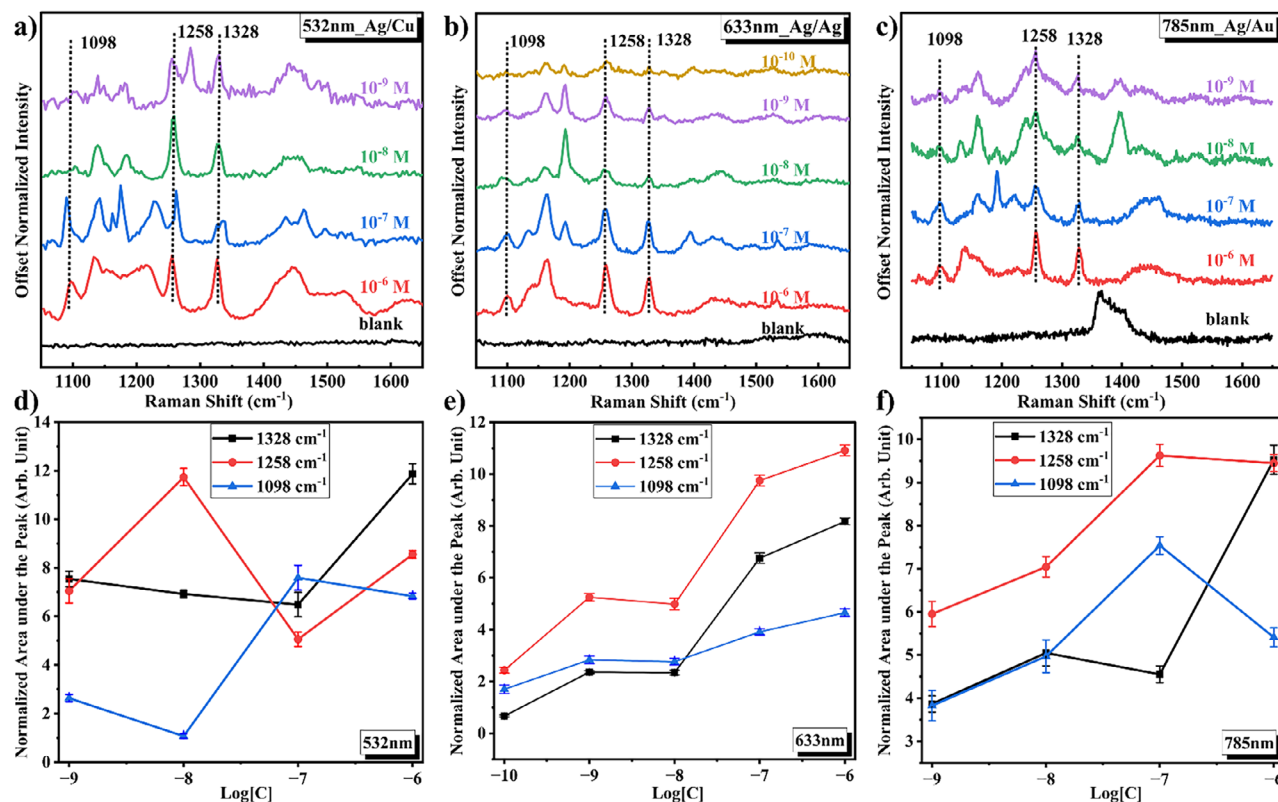 a)
532nm_Ag/Cu
1098
1258
1328
10⁻⁹ M
10⁻⁸ M
10⁻⁷ M
10⁻⁶ M
blank
Offset Normalized Intensity
1100 1200 1300 1400 1500 1600
Raman Shift (cm⁻¹)
b)
633nm_Ag/Ag
1098
1258
1328
10⁻¹⁰ M
10⁻⁹ M
10⁻⁸ M
10⁻⁷ M
10⁻⁶ M
blank
Offset Normalized Intensity
1100 1200 1300 1400 1500 1600
Raman Shift (cm⁻¹)
c)
785nm_Ag/Au
1098
1258
1328
10⁻⁹ M
10⁻⁸ M
10⁻⁷ M
10⁻⁶ M
blank
Offset Normalized Intensity
1100 1200 1300 1400 1500 1600
Raman Shift (cm⁻¹)
d)
1328 cm⁻¹
1258 cm⁻¹
1098 cm⁻¹
14
12
10
8
6
4
2
0
Normalized Area under the Peak (Arb. Unit)
532nm
−9 −8 −7 −6
Log[C]
e)
1328 cm⁻¹
1258 cm⁻¹
1098 cm⁻¹
12
10
8
6
4
2
0
Normalized Area under the Peak (Arb. Unit)
633nm
−10 −9 −8 −7 −6
Log[C]
f)
1328 cm⁻¹
1258 cm⁻¹
1098 cm⁻¹
10
9
8
7
6
5
4
3
Normalized Area under the Peak (Arb. Unit)
785nm
−9 −8 −7 −6
Log[C]